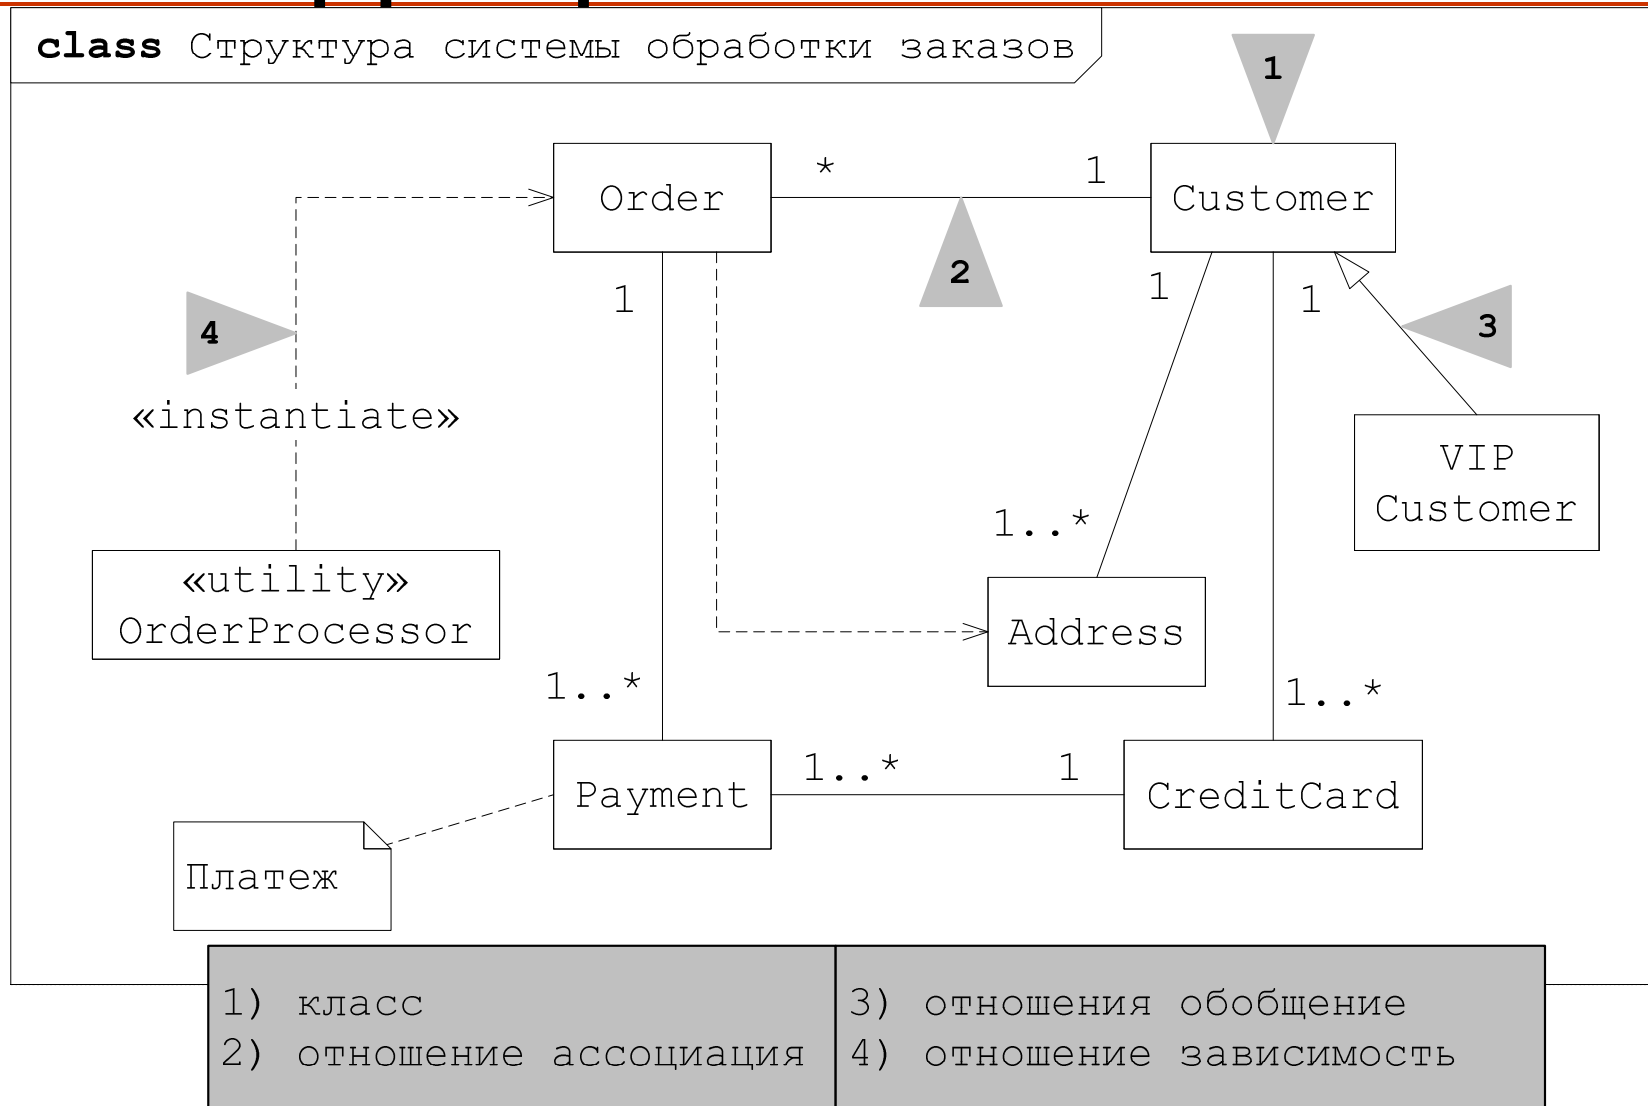 class Структура системы обработки заказов
1
Order
*
1
Customer
2
1
1
1
3
4
«instantiate»
VIP
Customer
1..*
«utility»
OrderProcessor
Address
1..*
1..*
Payment
1..*
1
CreditCard
Платеж
1) класс
2) отношение ассоциация
3) отношения обобщение
4) отношение зависимость